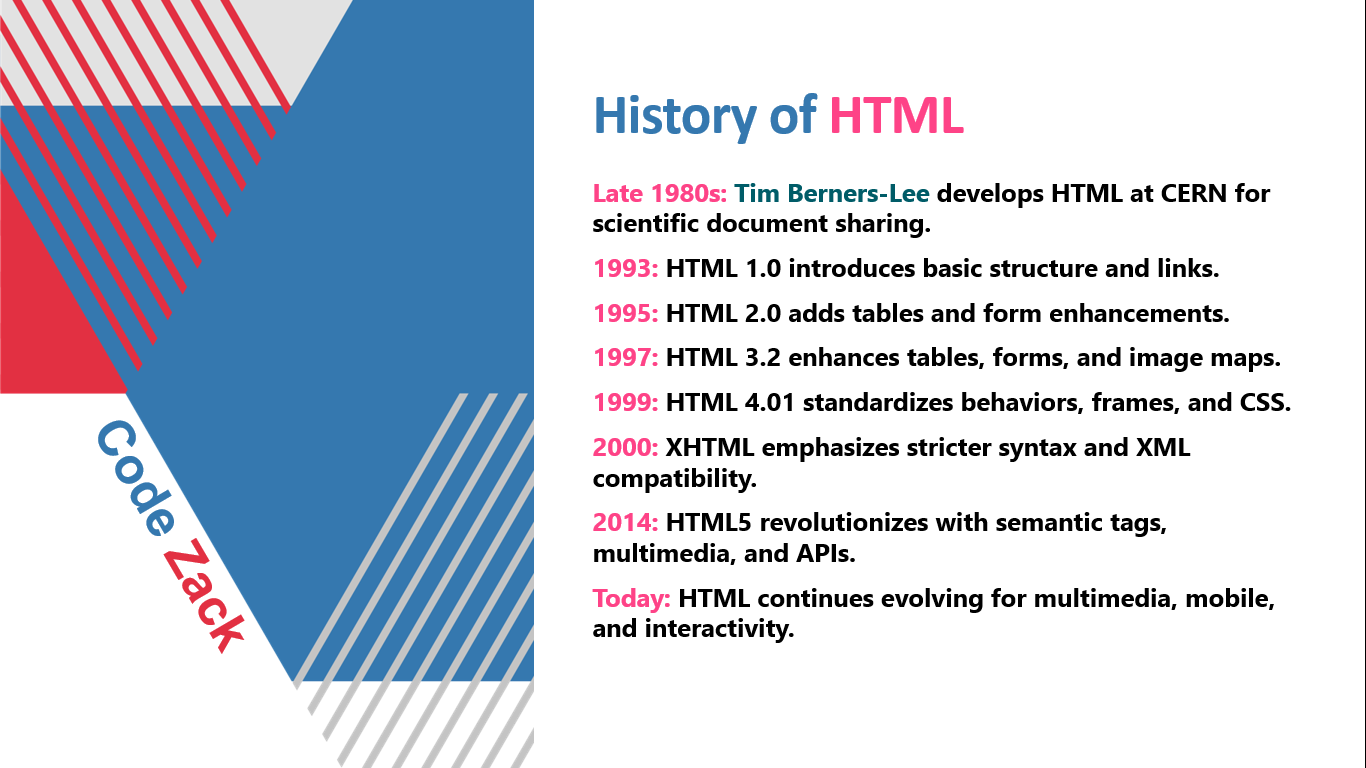 History of HTML
Late 1980s: Tim Berners-Lee develops HTML at CERN for
scientific document sharing.
1993: HTML 1.0 introduces basic structure and links.
1995: HTML 2.0 adds tables and form enhancements.
1997: HTML 3.2 enhances tables, forms, and image maps.
1999: HTML 4.01 standardizes behaviors, frames, and CSS.
2000: XHTML emphasizes stricter syntax and XML
compatibility.
2014: HTML5 revolutionizes with semantic tags,
multimedia, and APIs.
Today: HTML continues evolving for multimedia, mobile,
and interactivity.
Code Zack